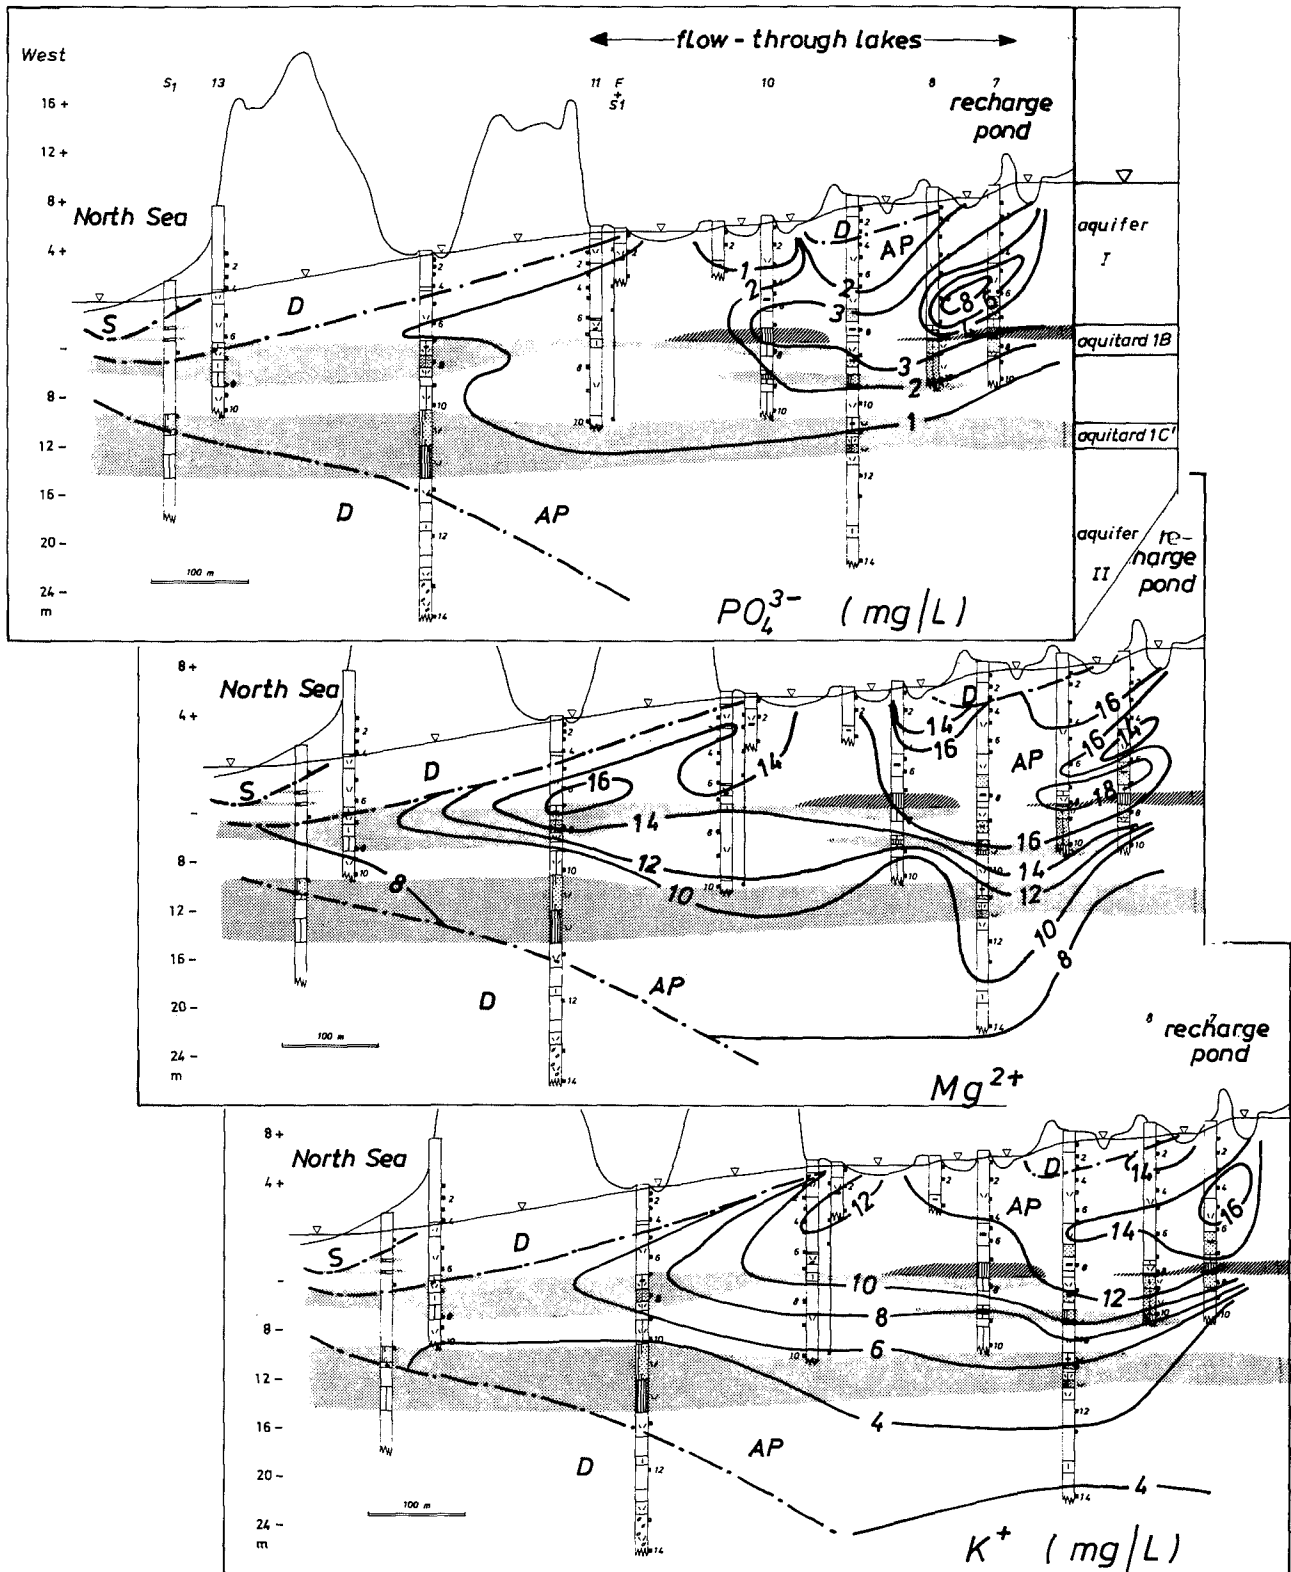 flow - through lakes
West
S1 13 11 F + S1 10 8 7
recharge pond
16 +
12 +
8 +
North Sea
4 +
aquifer I
D
AP
S
D
1
2
2
3
8
6
aquitard 1B
3
2
8 -
1
aquitard 1C'
12 -
16 -
D
AP
20 -
aquifer II
100 m
24 -
m
PO4 3- (mg/L)
re-
harge
pond
8 +
North Sea
4 +
D
14
16
16
16
14
14
S
D
16
AP
18
14
16
12
14
8 -
8
10
12
12 -
10
8
16 -
AP
D
20 -
100 m
24 -
m
Mg2+
8 7
recharge
pond
8 +
North Sea
4 +
D
14
12
AP
16
14
S
D
10
12
8
8 -
6
12 -
4
16 -
AP
D
20 -
4
100 m
24 -
m
K+ (mg/L)